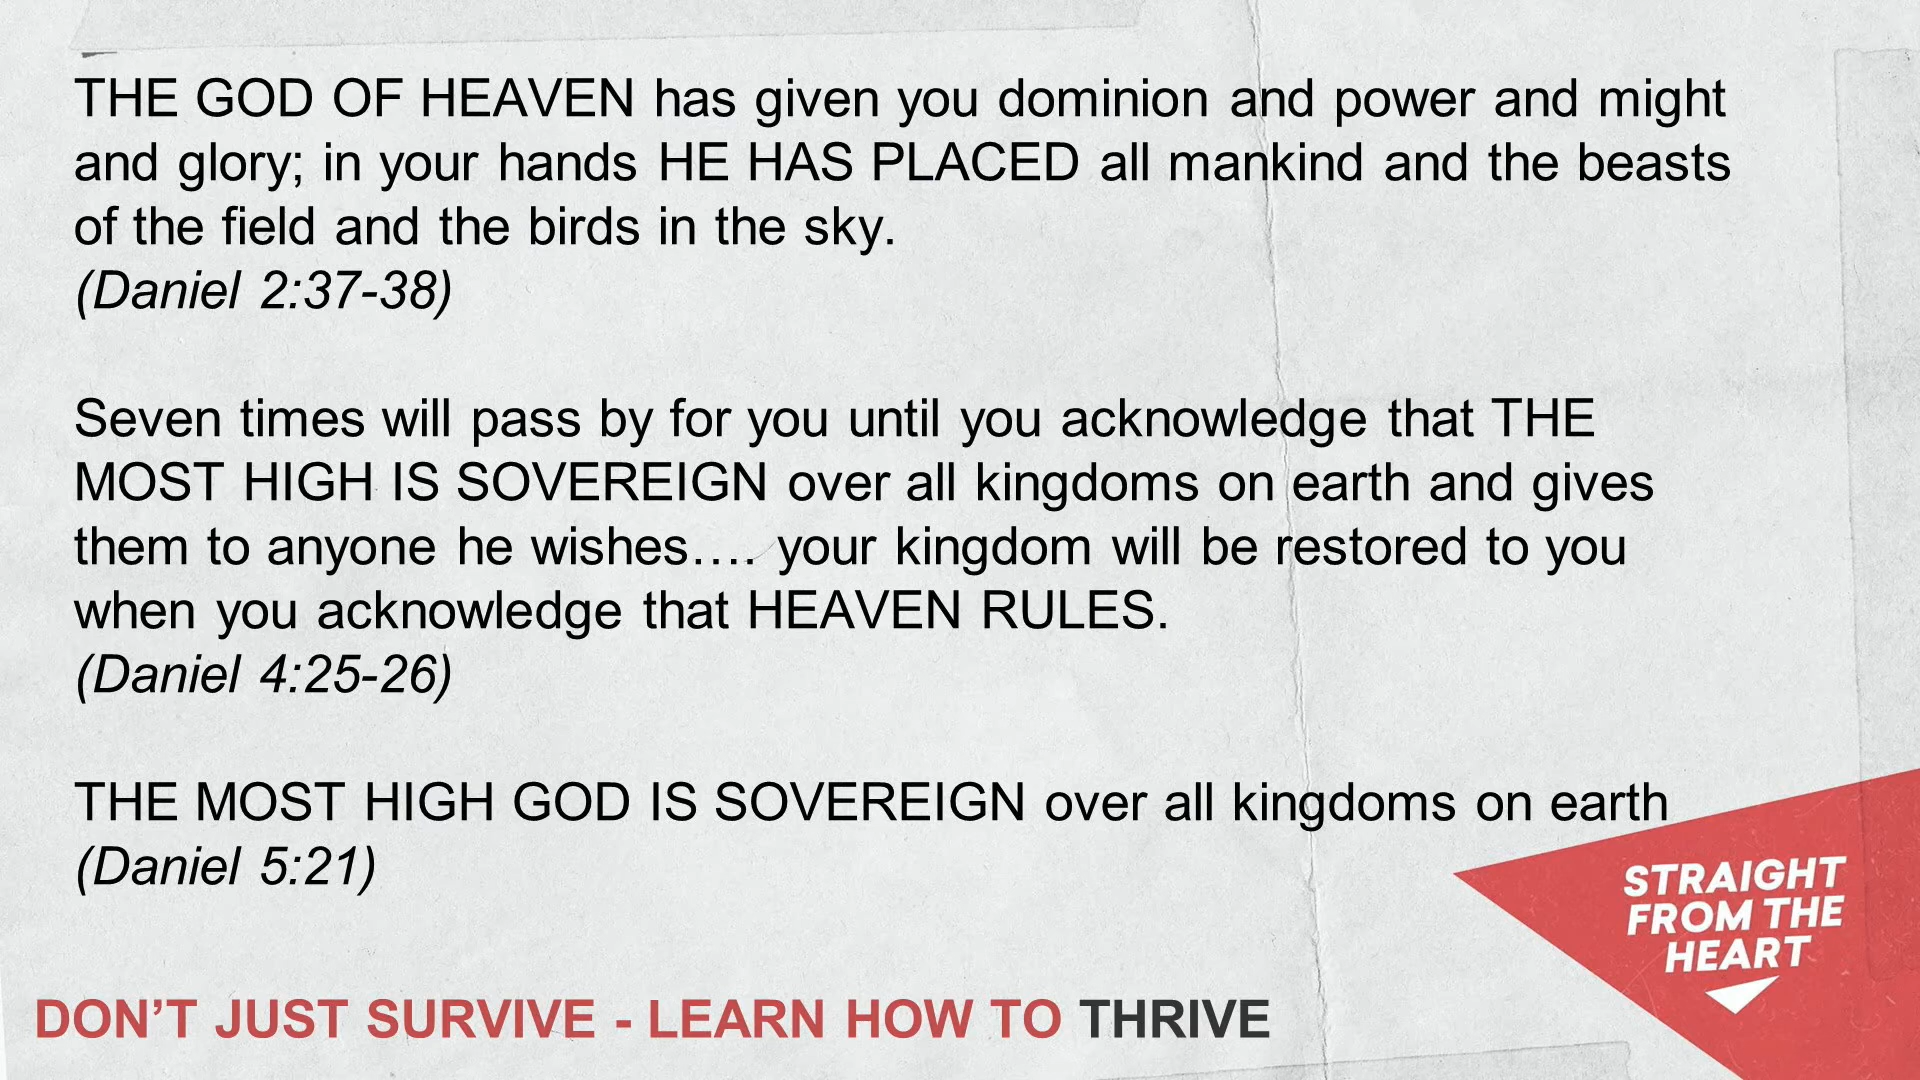 THE GOD OF HEAVEN has given you dominion and power and might
and glory; in your hands HE HAS PLACED all mankind and the beasts
of the field and the birds in the sky.
(Daniel 2:37-38)
Seven times will pass by for you until you acknowledge that THE
MOST HIGH IS SOVEREIGN over all kingdoms on earth and gives
them to anyone he wishes…. your kingdom will be restored to you
when you acknowledge that HEAVEN RULES.
(Daniel 4:25-26)
THE MOST HIGH GOD IS SOVEREIGN over all kingdoms on earth
(Daniel 5:21)
STRAIGHT
FROM THE
HEART
DON’T JUST SURVIVE - LEARN HOW TO THRIVE